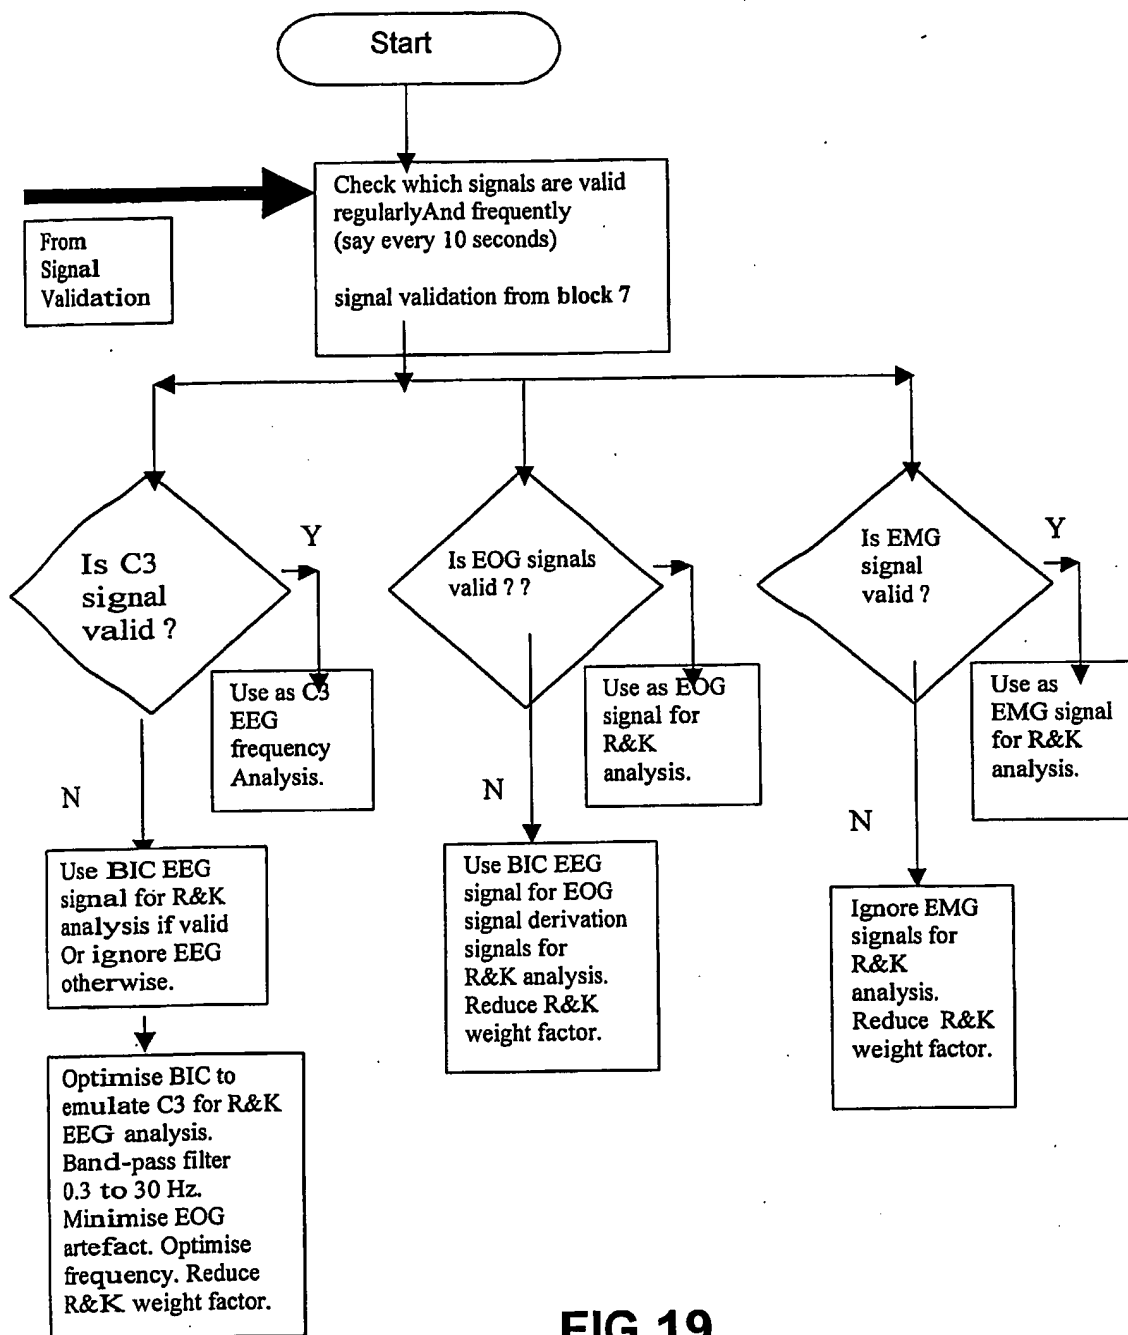 Start
Check which signals are valid
regularlyAnd frequently
(say every 10 seconds)
signal validation from block 7
From
Signal
Validation
Is C3
signal
valid ?
Y
Is EOG signals
valid ? ?
Is EMG
signal
valid ?
Y
Use as C3
EEG
frequency
Analysis.
Use as EOG
signal for
R&K
analysis.
Use as
EMG signal
for R&K
analysis.
N
N
N
Use BIC EEG
signal for R&K
analysis if valid
Or ignore EEG
otherwise.
Use BIC EEG
signal for EOG
signal derivation
signals for
R&K analysis.
Reduce R&K
weight factor.
Ignore EMG
signals for
R&K
analysis.
Reduce R&K
weight factor.
Optimise BIC to
emulate C3 for R&K
EEG analysis.
Band-pass filter
0.3 to 30 Hz.
Minimise EOG
artefact. Optimise
frequency. Reduce
R&K weight factor.
FIG 19